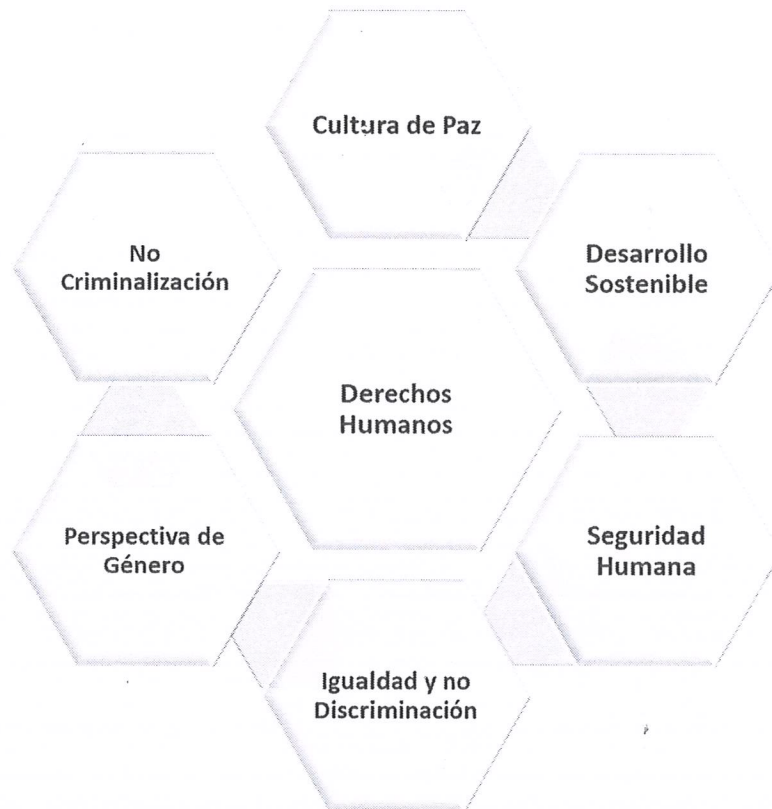 Cultura de Paz
No
Criminalización
Desarrollo
Sostenible
Derechos
Humanos
Perspectiva de
Género
Seguridad
Humana
Igualdad y no
Discriminación